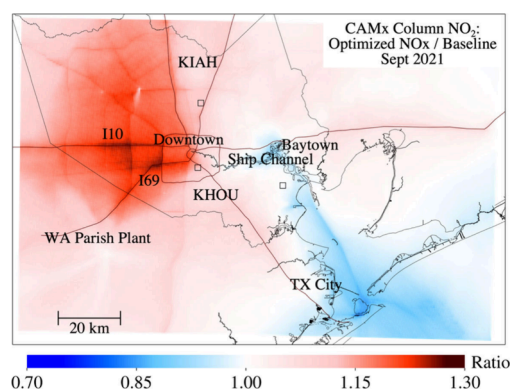 CAMx Column NO₂:
Optimized NOx / Baseline
Sept 2021
KIAH
I10
Downtown
Baytown
Ship Channel
I69
KHOU
WA Parish Plant
TX City
20 km
Ratio
0.70 0.85 1.00 1.15 1.30